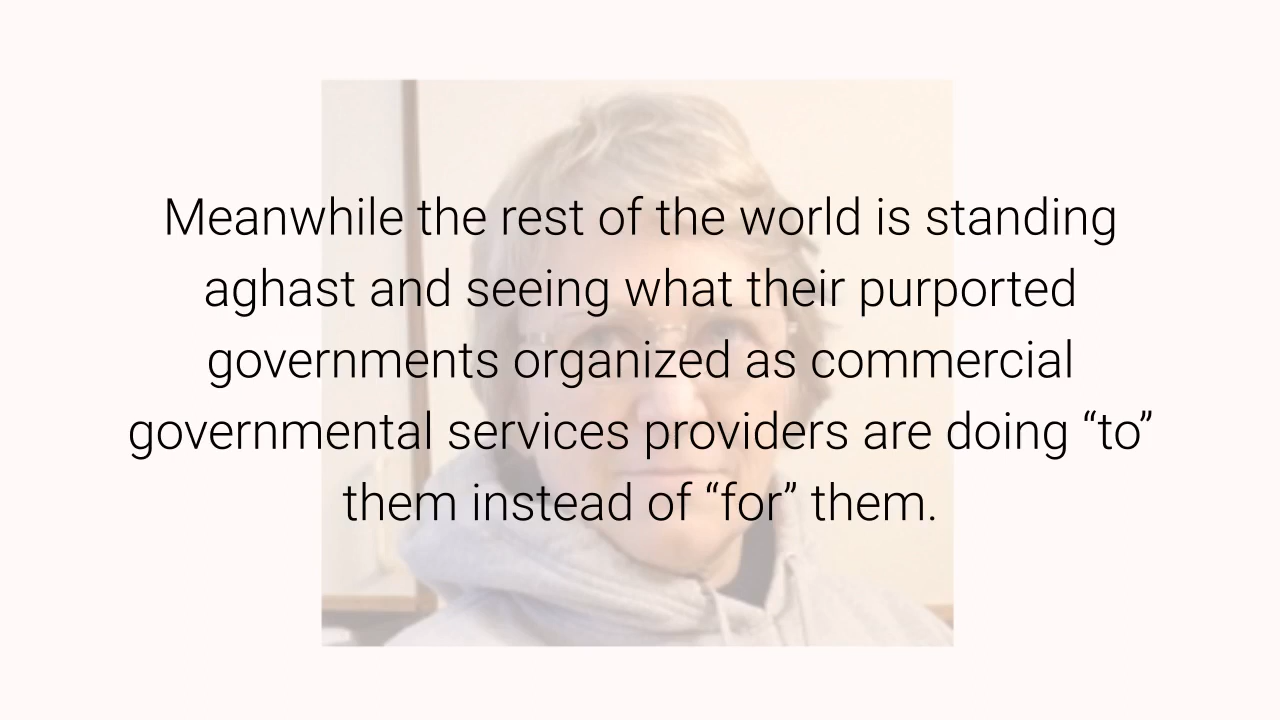 Meanwhile the rest of the world is standing
aghast and seeing what their purported
governments organized as commercial
governmental services providers are doing “to”
them instead of “for” them.